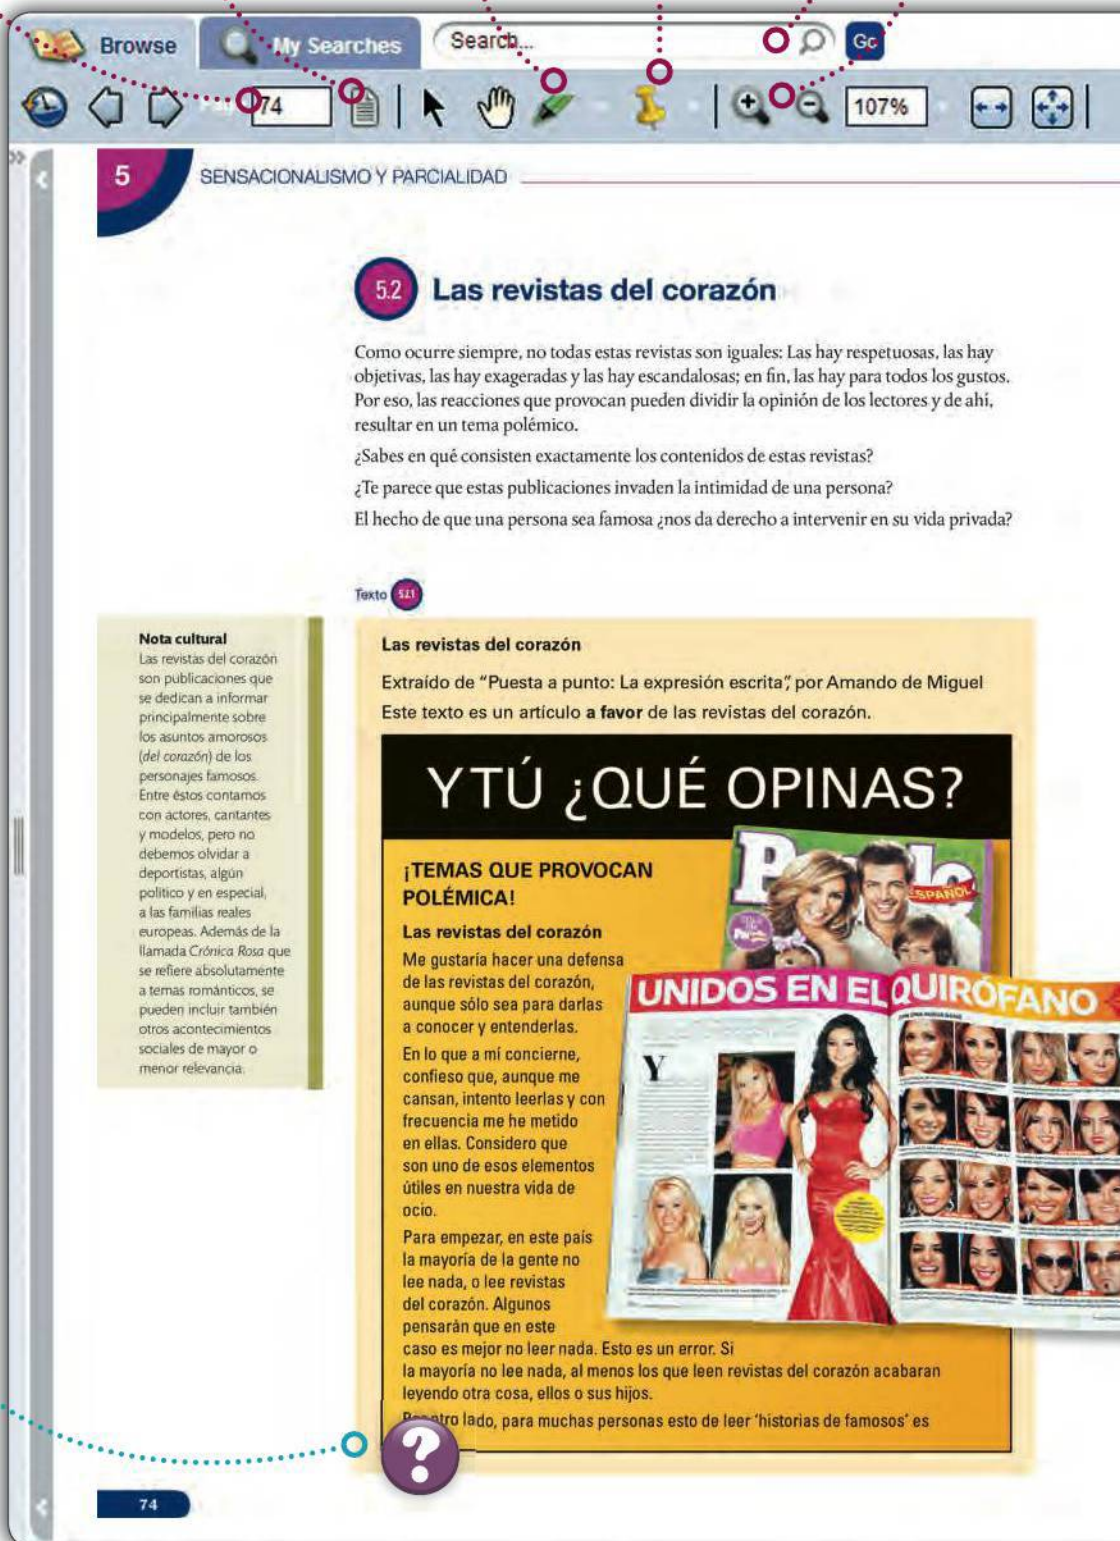 Browse
My Searches
Search...
Go
74
107%
5
SENSACIONALISMO Y PARCIALIDAD
5.2
Las revistas del corazón
Como ocurre siempre, no todas estas revistas son iguales: Las hay respetuosas, las hay
objetivas, las hay exageradas y las hay escandalosas; en fin, las hay para todos los gustos.
Por eso, las reacciones que provocan pueden dividir la opinión de los lectores y de ahí,
resultar en un tema polémico.
¿Sabes en qué consisten exactamente los contenidos de estas revistas?
¿Te parece que estas publicaciones invaden la intimidad de una persona?
El hecho de que una persona sea famosa ¿nos da derecho a intervenir en su vida privada?
Texto 5.2.1
Nota cultural
Las revistas del corazón
son publicaciones que
se dedican a informar
principalmente sobre
los asuntos amorosos
(del corazón) de los
personajes famosos.
Entre éstos contamos
con actores, cantantes
y modelos, pero no
debemos olvidar a
deportistas, algún
político y en especial,
a las familias reales
europeas. Además de la
llamada Crónica Rosa que
se refiere absolutamente
a temas románticos, se
pueden incluir también
otros acontecimientos
sociales de mayor o
menor relevancia.
Las revistas del corazón
Extraído de “Puesta a punto: La expresión escrita”, por Amando de Miguel
Este texto es un artículo a favor de las revistas del corazón.
Y TÚ ¿QUÉ OPINAS?
¡TEMAS QUE PROVOCAN
POLÉMICA!
Las revistas del corazón
Me gustaría hacer una defensa
de las revistas del corazón,
aunque sólo sea para darlas
a conocer y entenderlas.
En lo que a mí concierne,
confieso que, aunque me
cansan, intento leerlas y con
frecuencia me he metido
en ellas. Considero que
son uno de esos elementos
útiles en nuestra vida de
ocio.
Para empezar, en este país
la mayoría de la gente no
lee nada, o lee revistas
del corazón. Algunos
pensarán que en este
caso es mejor no leer nada. Esto es un error. Si
la mayoría no lee nada, al menos los que leen revistas del corazón acabaran
leyendo otra cosa, ellos o sus hijos.
otro lado, para muchas personas esto de leer 'historias de famosos' es
ESPAÑOL
UNIDOS EN EL QUIRÓFANO
Y
?
74